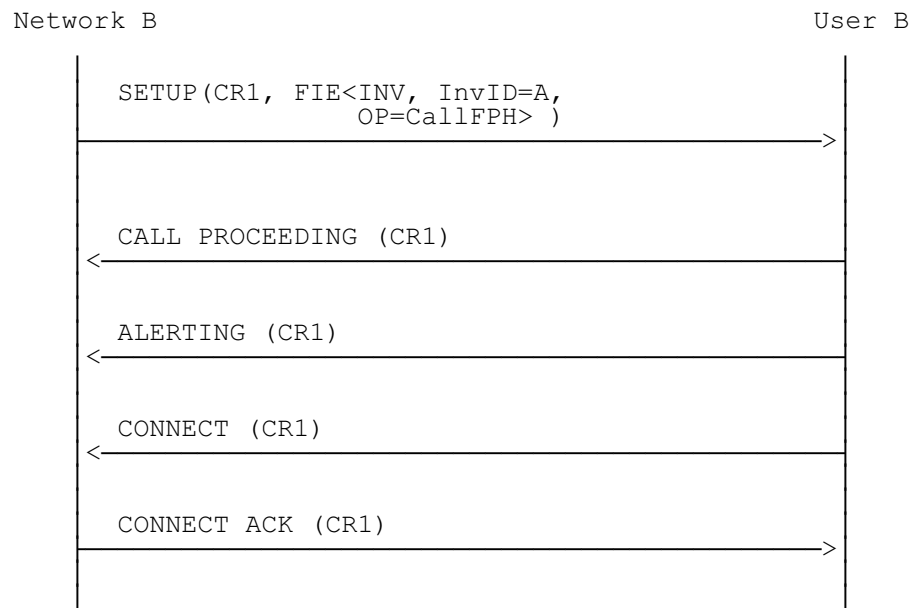 Network B
User B
SETUP(CR1, FIE<INV, InvID=A,
OP=CallFPH> )
CALL PROCEEDING (CR1)
ALERTING (CR1)
CONNECT (CR1)
CONNECT ACK (CR1)